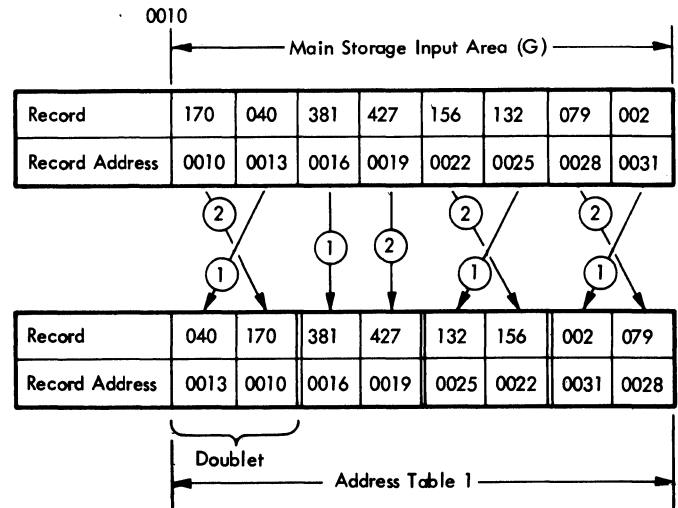 0010
Main Storage Input Area (G)
Record 170 040 381 427 156 132 079 002
Record Address 0010 0013 0016 0019 0022 0025 0028 0031
2 2 2
1 2
1 1 1
Record 040 170 381 427 132 156 002 079
Record Address 0013 0010 0016 0019 0025 0022 0031 0028
Doublet
Address Table 1